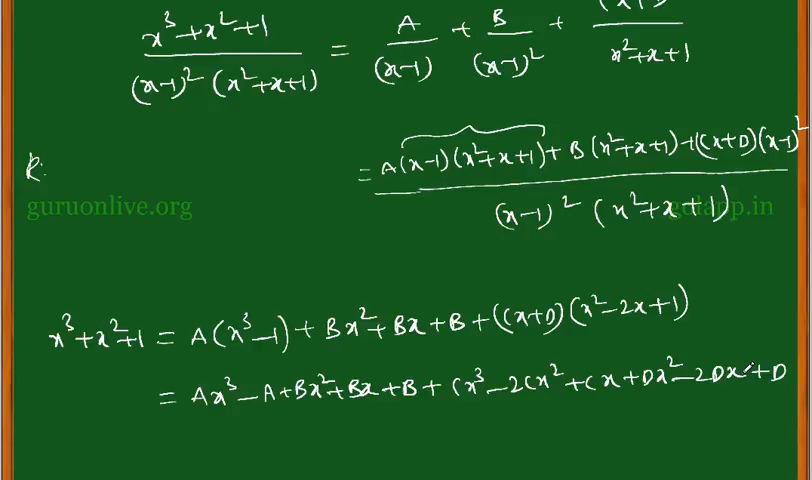 x³+x²+1 / (x-1)² (x²+x+1) = A/(x-1) + B/(x-1)² + / x²+x+1
R:
= A(x-1)(x²+x+1)+ B(x²+x+1)+(Cx+D)(x-1)² / (x-1)² (x²+x+1)
guruonlive.org
x³+x²+1 = A(x³-1)+ Bx²+Bx+B+(Cx+D)(x²-2x+1)
= Ax³-A+Bx²+Bx+B+ Cx³-2Cx²+Cx+Dx²-2Dx+D